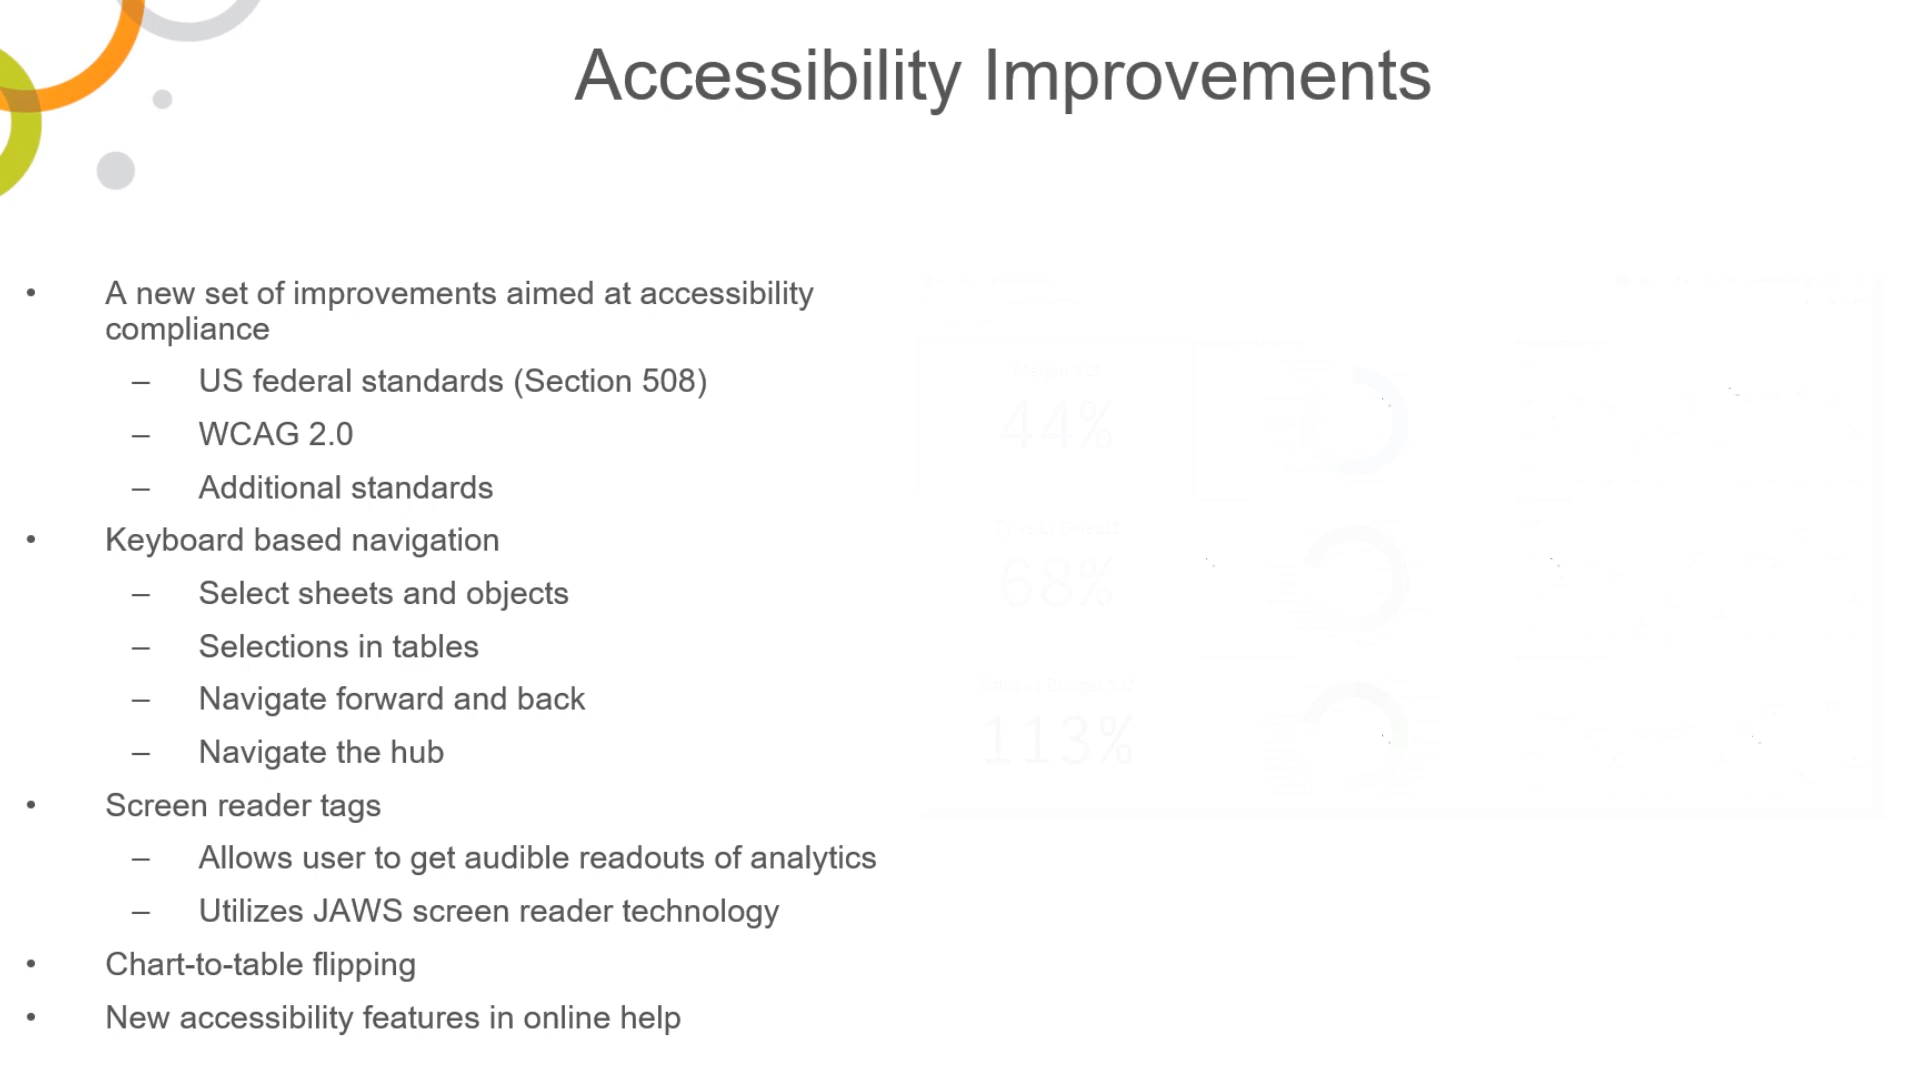 Accessibility Improvements
• A new set of improvements aimed at accessibility
compliance
– US federal standards (Section 508)
– WCAG 2.0
– Additional standards
• Keyboard based navigation
– Select sheets and objects
– Selections in tables
– Navigate forward and back
– Navigate the hub
• Screen reader tags
– Allows user to get audible readouts of analytics
– Utilizes JAWS screen reader technology
• Chart-to-table flipping
• New accessibility features in online help
44%
68%
113%